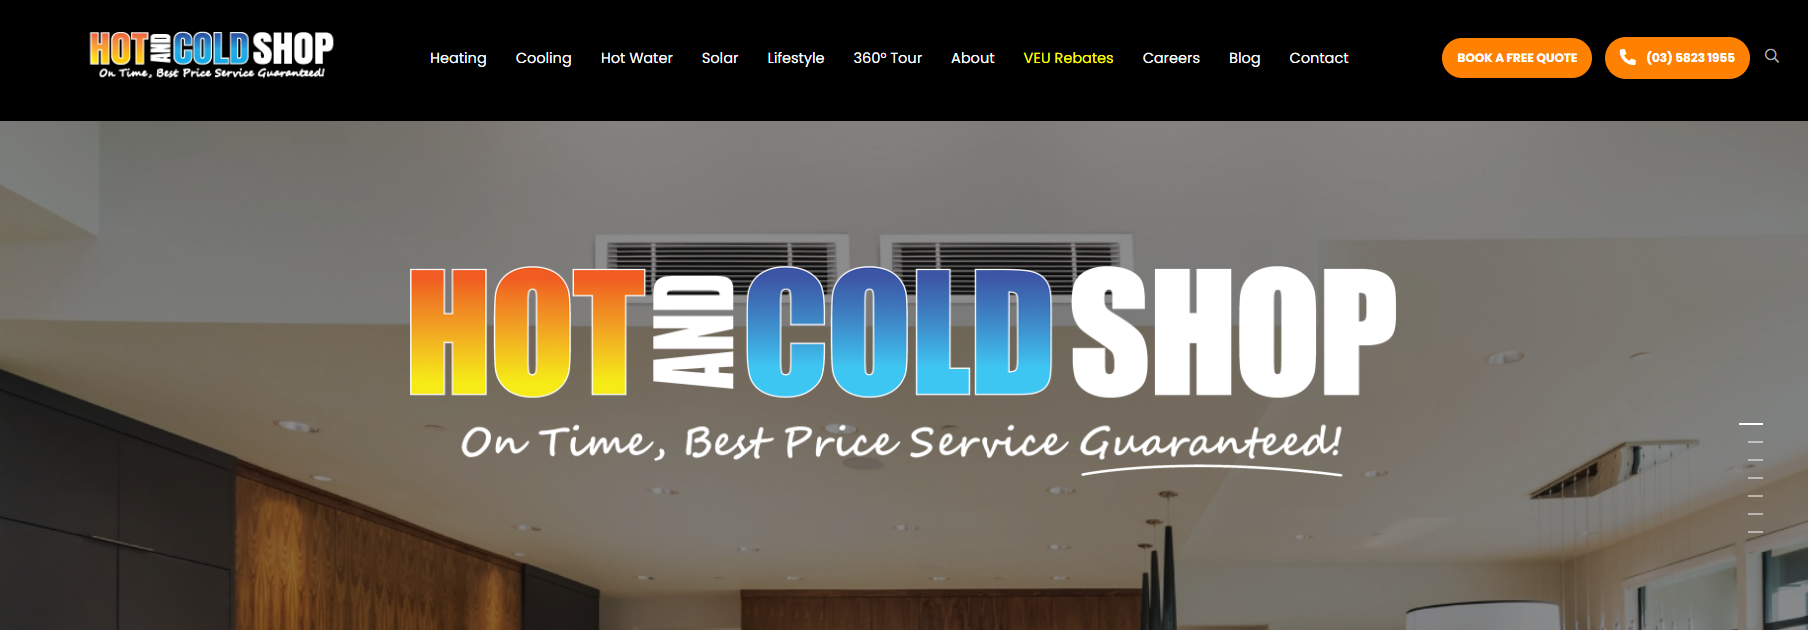 HOT AND COLD SHOP
On Time, Best Price Service Guaranteed!
Heating Cooling Hot Water Solar Lifestyle 360º Tour About VEU Rebates Careers Blog Contact
BOOK A FREE QUOTE (03) 5823 1955
HOT AND COLD SHOP
On Time, Best Price Service Guaranteed!